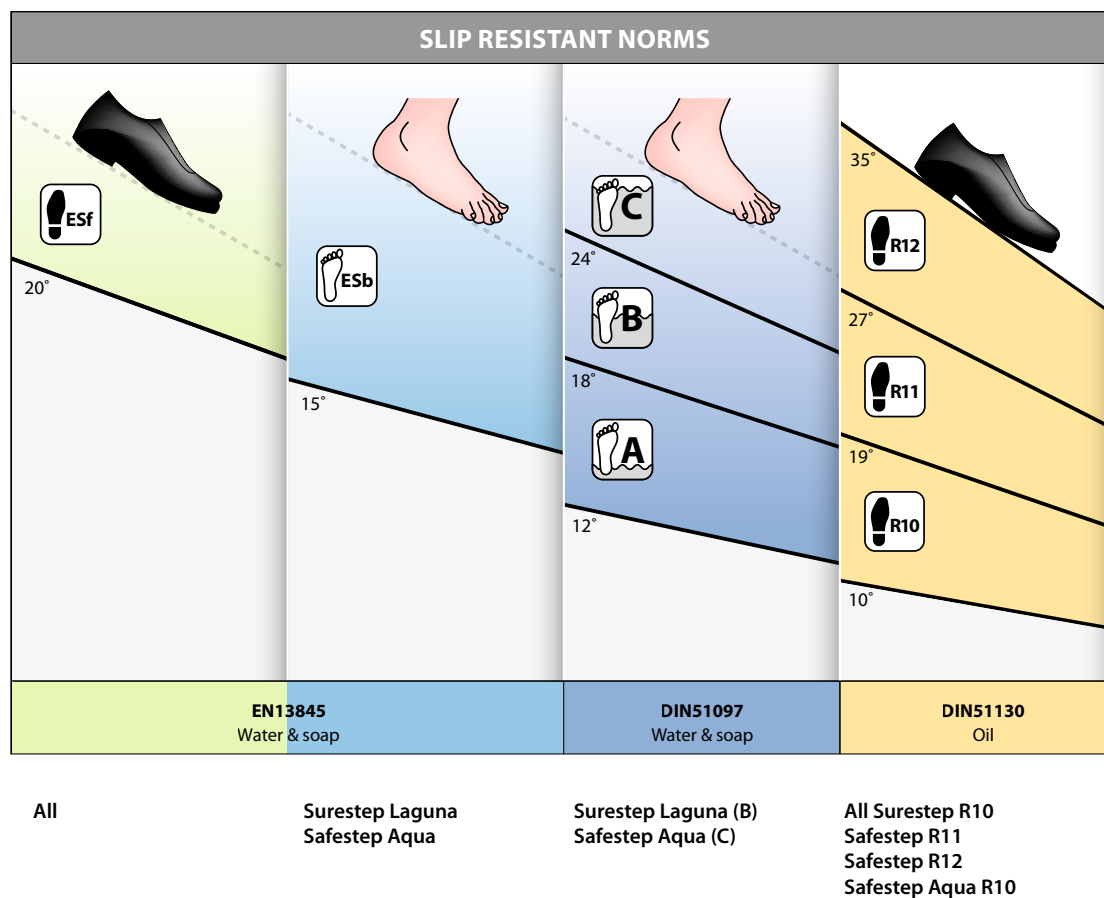 SLIP RESISTANT NORMS
ESf
20°
ESb
15°
C
24°
B
18°
A
12°
35°
R12
27°
R11
19°
R10
10°
EN13845
Water & soap
DIN51097
Water & soap
DIN51130
Oil
All
Surestep Laguna
Safestep Aqua
Surestep Laguna (B)
Safestep Aqua (C)
All Surestep R10
Safestep R11
Safestep R12
Safestep Aqua R10